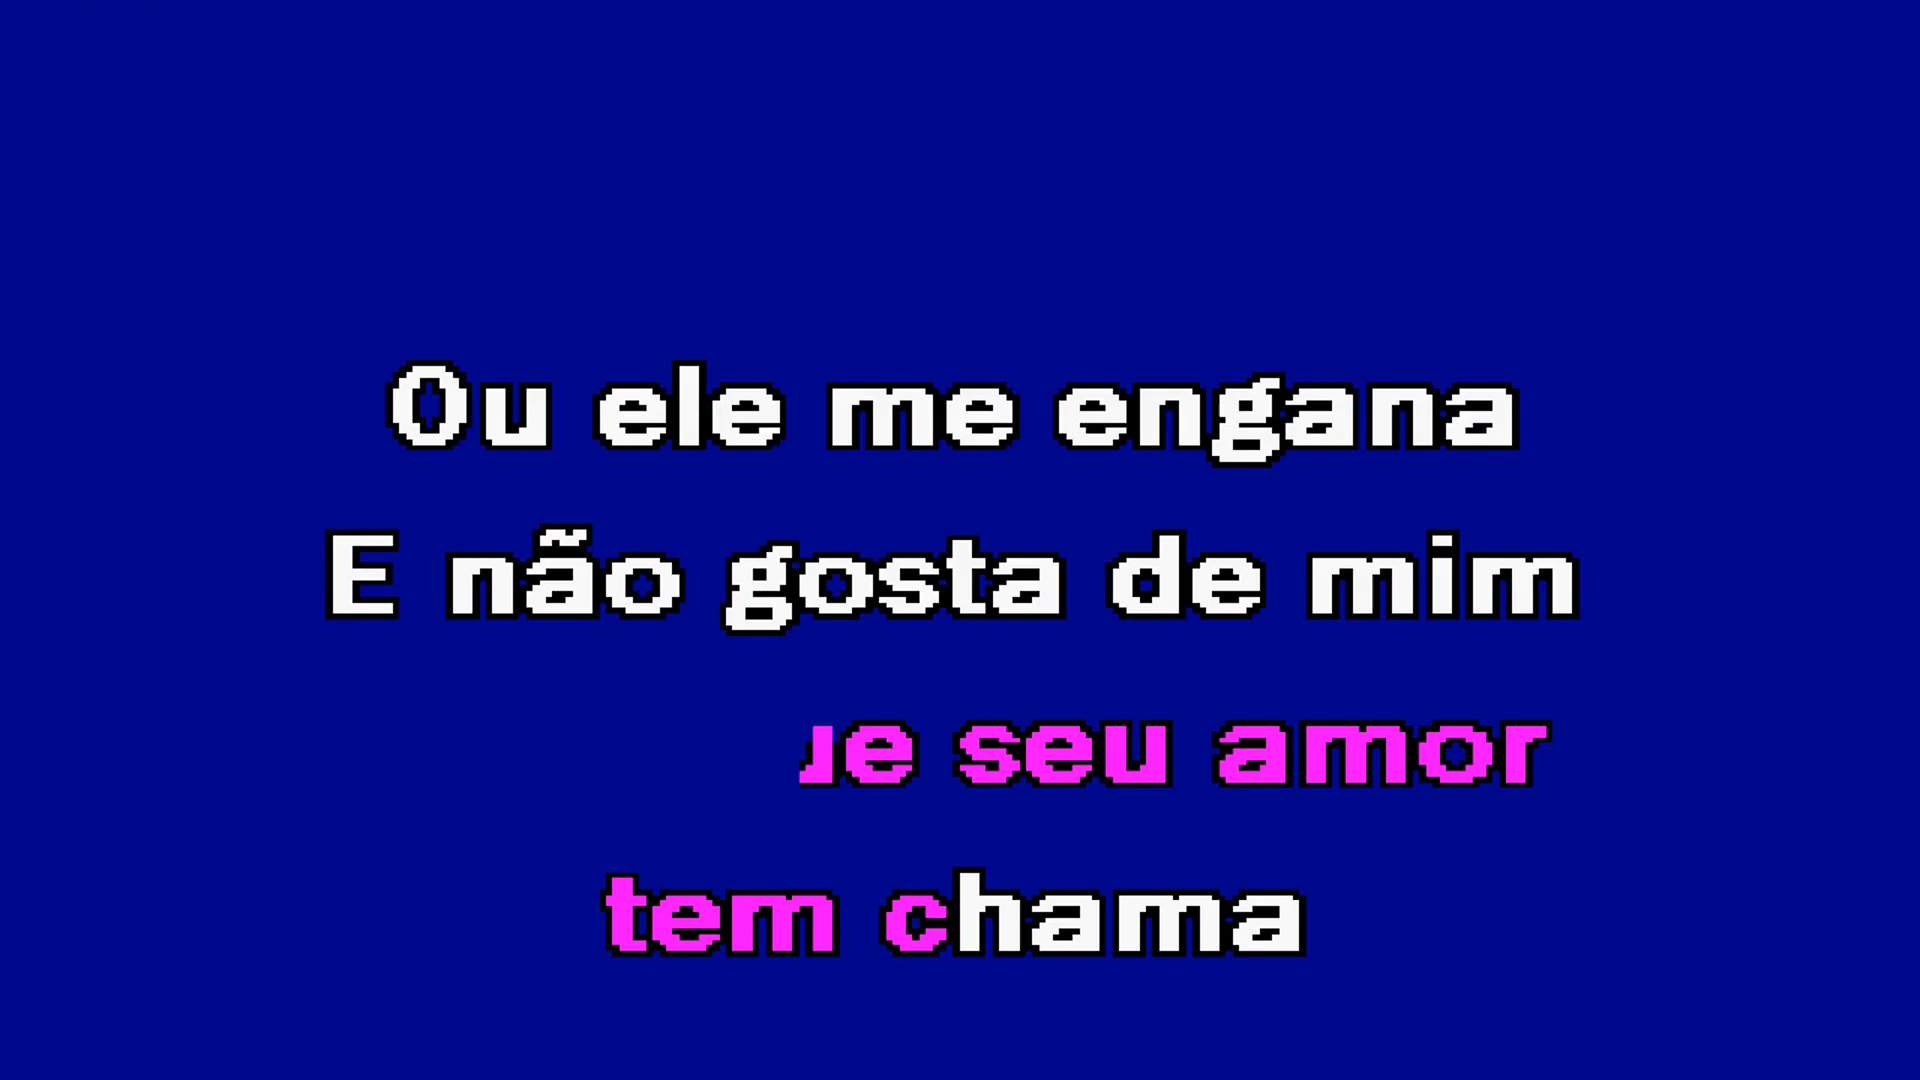 Ou ele me engana
E não gosta de mim
seu amor
tem chama